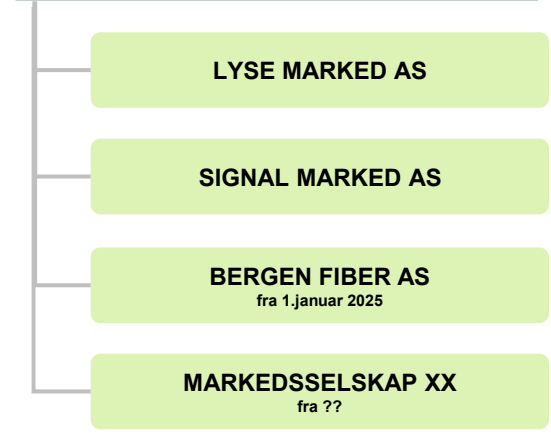 LYSE MARKED AS
SIGNAL MARKED AS
BERGEN FIBER AS
fra 1.januar 2025
MARKEDSSELSKAP XX
fra ??